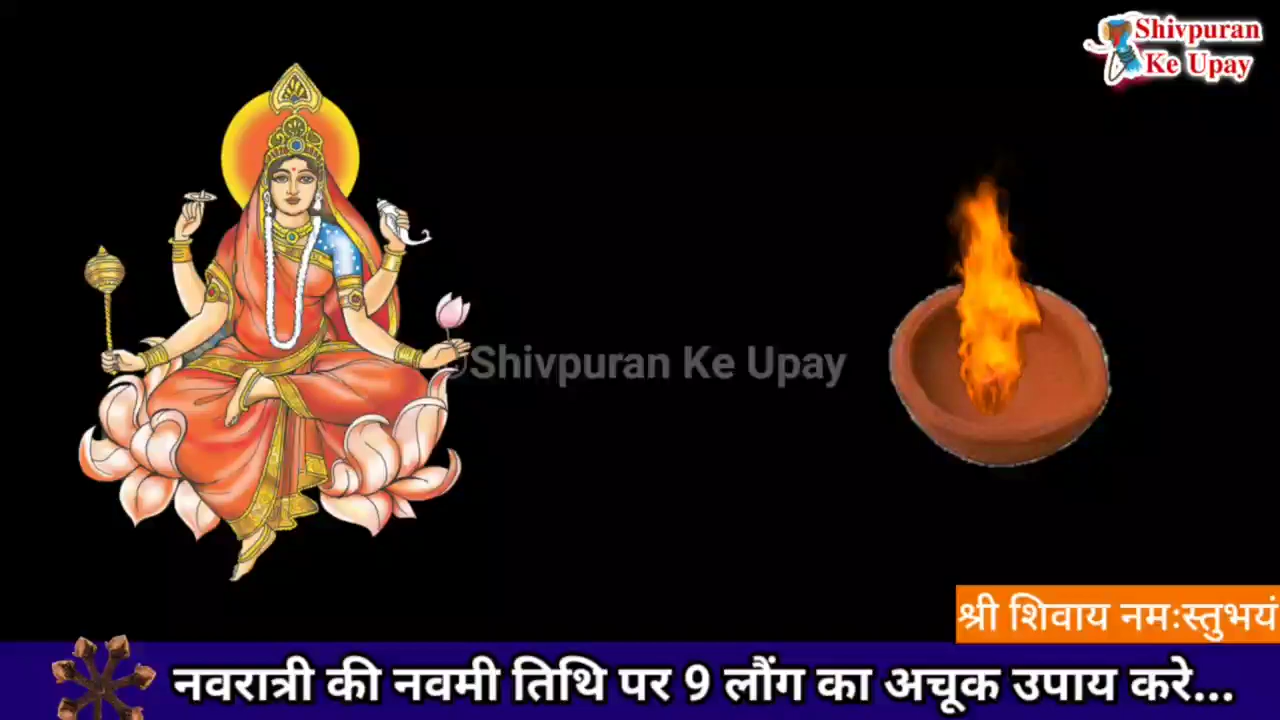 Shivpuran
Ke Upay
©Shivpuran Ke Upay
श्री शिवाय नमःस्तुभयं
नवरात्री की नवमी तिथि पर 9 लौंग का अचूक उपाय करे...